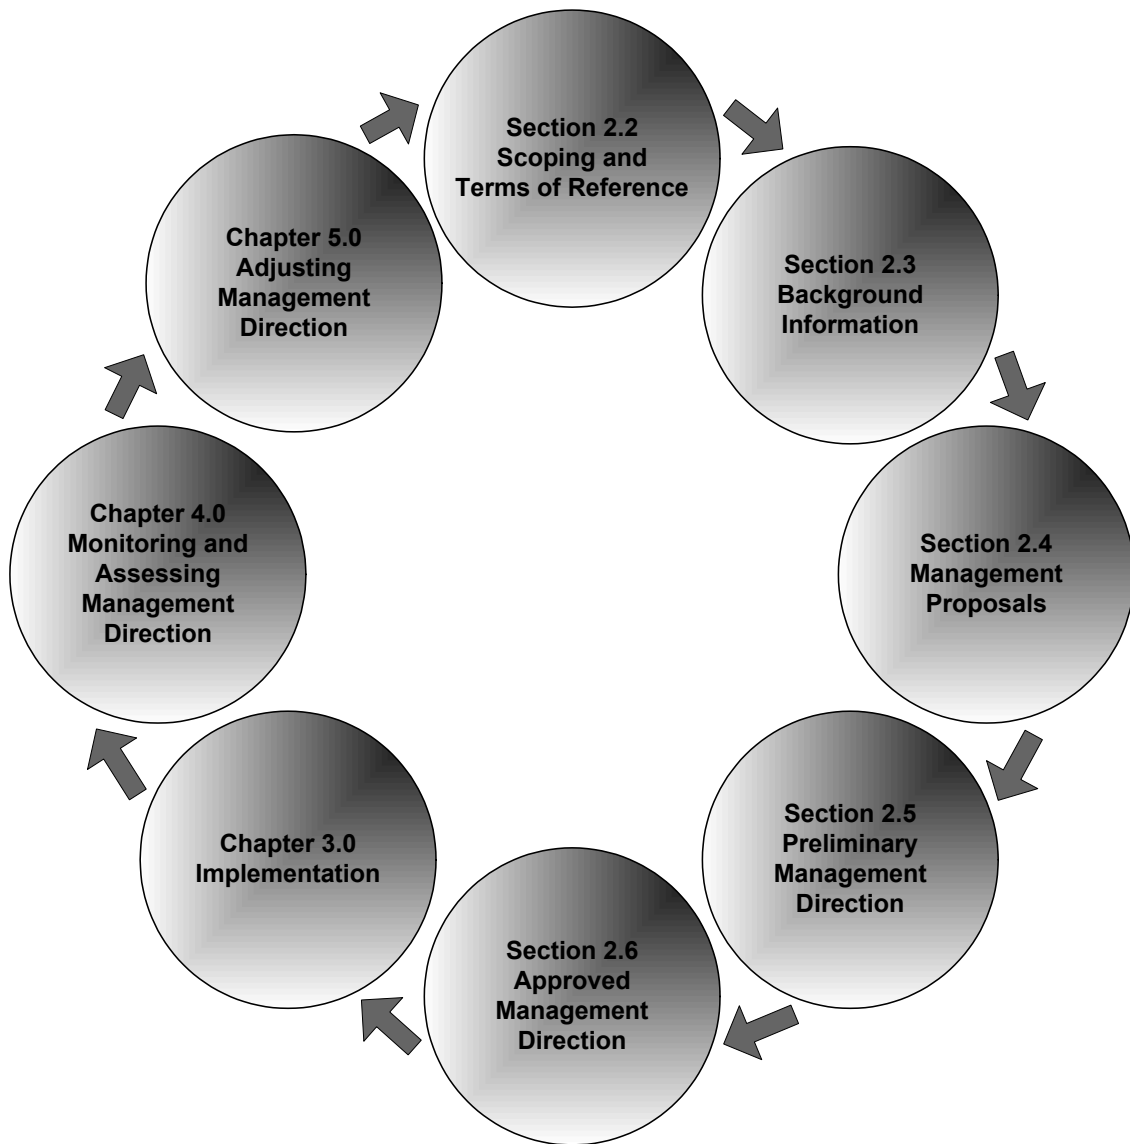 Section 2.2
Scoping and
Terms of Reference
Section 2.3
Background
Information
Section 2.4
Management
Proposals
Section 2.5
Preliminary
Management
Direction
Section 2.6
Approved
Management
Direction
Chapter 3.0
Implementation
Chapter 4.0
Monitoring and
Assessing
Management
Direction
Chapter 5.0
Adjusting
Management
Direction